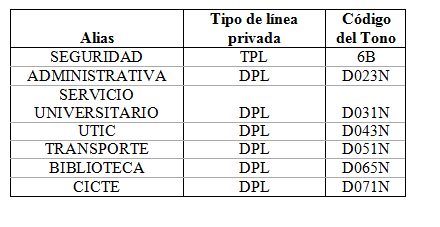 Alias Tipo de línea privada Código del Tono
SEGURIDAD TPL 6B
ADMINISTRATIVA DPL D023N
SERVICIO UNIVERSITARIO DPL D031N
UTIC DPL D043N
TRANSPORTE DPL D051N
BIBLIOTECA DPL D065N
CICTE DPL D071N